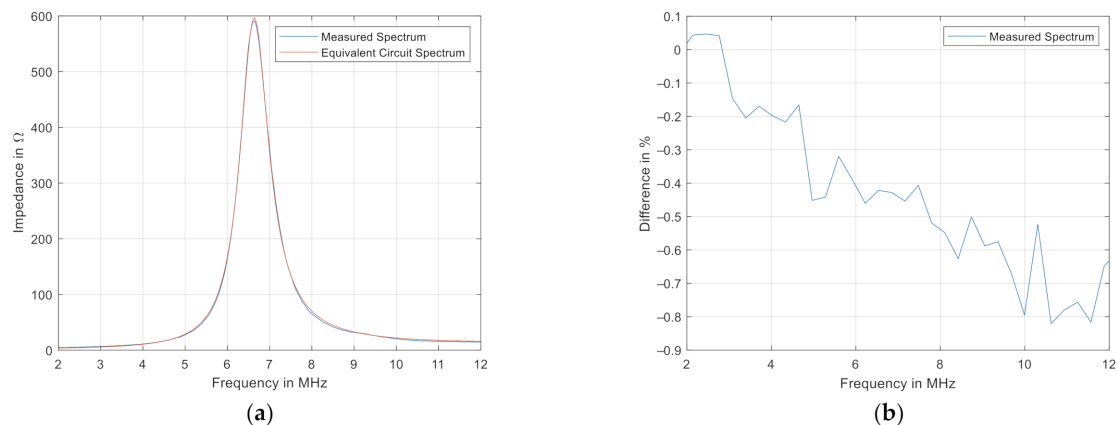 600
500
400
300
200
100
0
Impedance in Ω
2 3 4 5 6 7 8 9 10 11 12
Frequency in MHz
Measured Spectrum
Equivalent Circuit Spectrum
(a)
0.1
0
–0.1
–0.2
–0.3
–0.4
–0.5
–0.6
–0.7
–0.8
–0.9
Difference in %
2 4 6 8 10 12
Frequency in MHz
Measured Spectrum
(b)